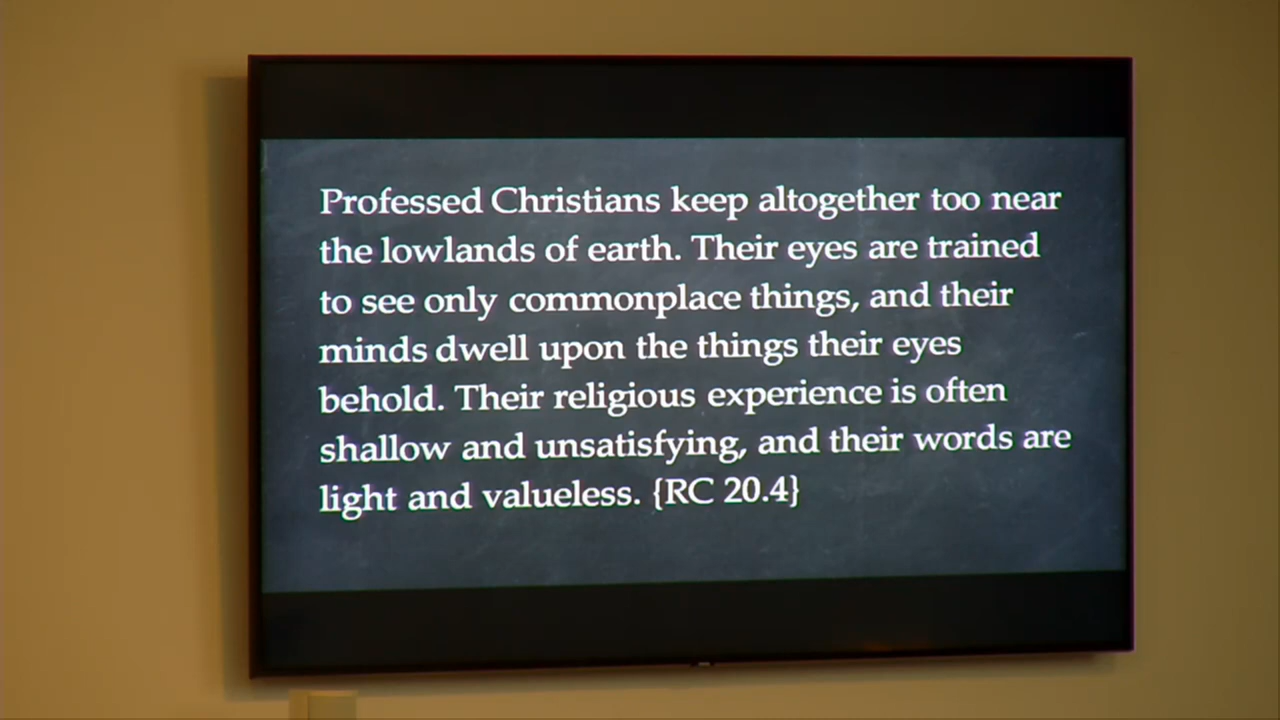 Professed Christians keep altogether too near
the lowlands of earth. Their eyes are trained
to see only commonplace things, and their
minds dwell upon the things their eyes
behold. Their religious experience is often
shallow and unsatisfying, and their words are
light and valueless. {RC 20.4}